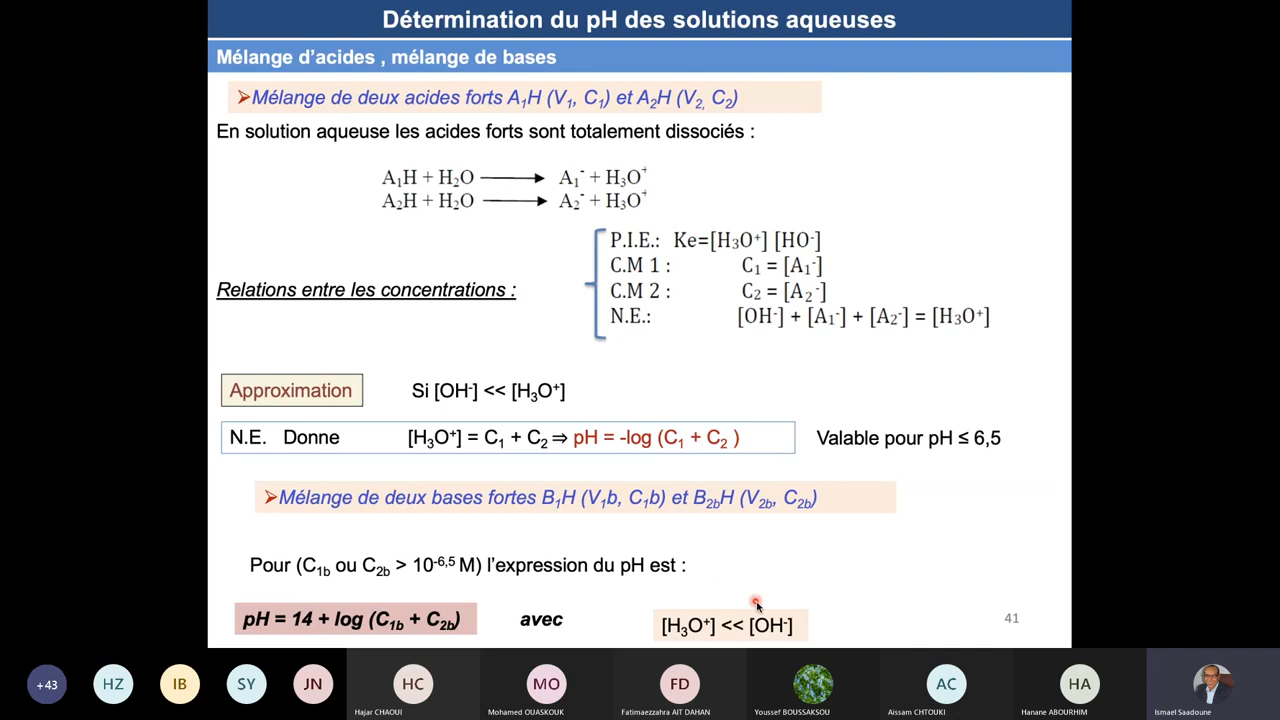 Détermination du pH des solutions aqueuses
Mélange d'acides , mélange de bases
➢Mélange de deux acides forts A₁H (V₁, C₁) et A₂H (V₂, C₂)
En solution aqueuse les acides forts sont totalement dissociés :
A₁H + H₂O ⟶ A₁⁻ + H₃O⁺
A₂H + H₂O ⟶ A₂⁻ + H₃O⁺
P.I.E.: Ke=[H₃O⁺] [HO⁻]
C.M 1 : C₁ = [A₁⁻]
C.M 2 : C₂ = [A₂⁻]
N.E.: [OH⁻] + [A₁⁻] + [A₂⁻] = [H₃O⁺]
Relations entre les concentrations :
Approximation Si [OH⁻] << [H₃O⁺]
N.E. Donne [H₃O⁺] = C₁ + C₂ ⇒ pH = -log (C₁ + C₂ ) Valable pour pH ≤ 6,5
➢Mélange de deux bases fortes B₁H (V₁b, C₁b) et B₂bH (V₂b, C₂b)
Pour (C₁b ou C₂b > 10⁻⁶·⁵ M) l'expression du pH est :
pH = 14 + log (C₁b + C₂b) avec [H₃O⁺] << [OH⁻]
41
+43 HZ IB SY JN HC MO FD AC HA
Hajar CHAOUI Mohamed OUASKOUK Fatimaezzahra AIT DAHAN Youssef BOUSSAKSOU Aissam CHTOUKI Hanane ABOURHIM Ismael Saadoune